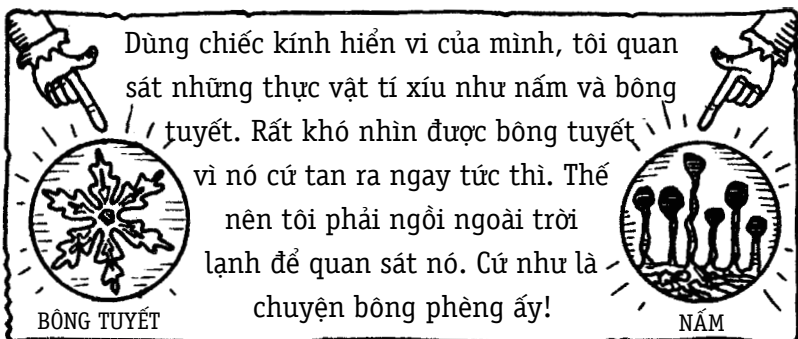 Dùng chiếc kính hiển vi của mình, tôi quan
sát những thực vật tí xíu như nấm và bông
tuyết. Rất khó nhìn được bông tuyết
vì nó cứ tan ra ngay tức thì. Thế
nên tôi phải ngồi ngoài trời
lạnh để quan sát nó. Cứ như là
chuyện bông phèng ấy!
BÔNG TUYẾT
NẤM